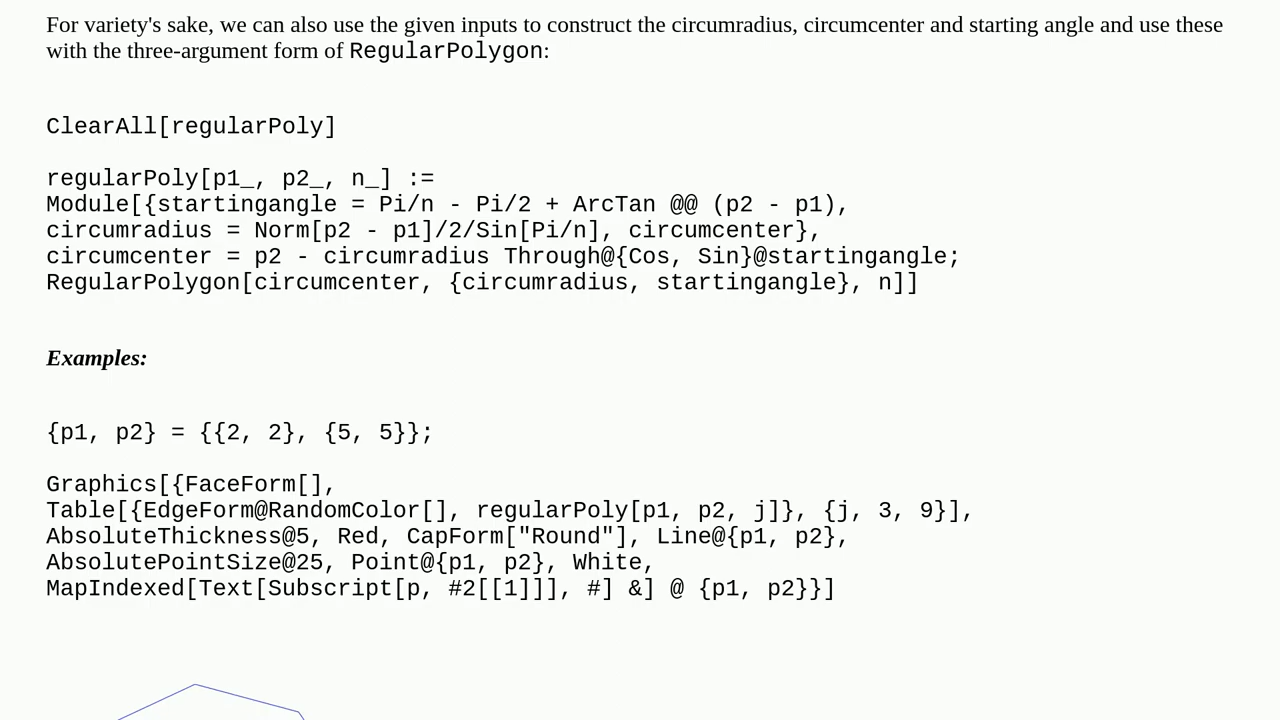 For variety's sake, we can also use the given inputs to construct the circumradius, circumcenter and starting angle and use these
with the three-argument form of RegularPolygon:
ClearAll[regularPoly]
regularPoly[p1_, p2_, n_] :=
Module[{startingangle = Pi/n - Pi/2 + ArcTan @@ (p2 - p1),
circumradius = Norm[p2 - p1]/2/Sin[Pi/n], circumcenter},
circumcenter = p2 - circumradius Through@{Cos, Sin}@startingangle;
RegularPolygon[circumcenter, {circumradius, startingangle}, n]]
Examples:
{p1, p2} = {{2, 2}, {5, 5}};
Graphics[{FaceForm[],
Table[{EdgeForm@RandomColor[], regularPoly[p1, p2, j]}, {j, 3, 9}],
AbsoluteThickness@5, Red, CapForm["Round"], Line@{p1, p2},
AbsolutePointSize@25, Point@{p1, p2}, White,
MapIndexed[Text[Subscript[p, #2[[1]]], #] &] @ {p1, p2}}]